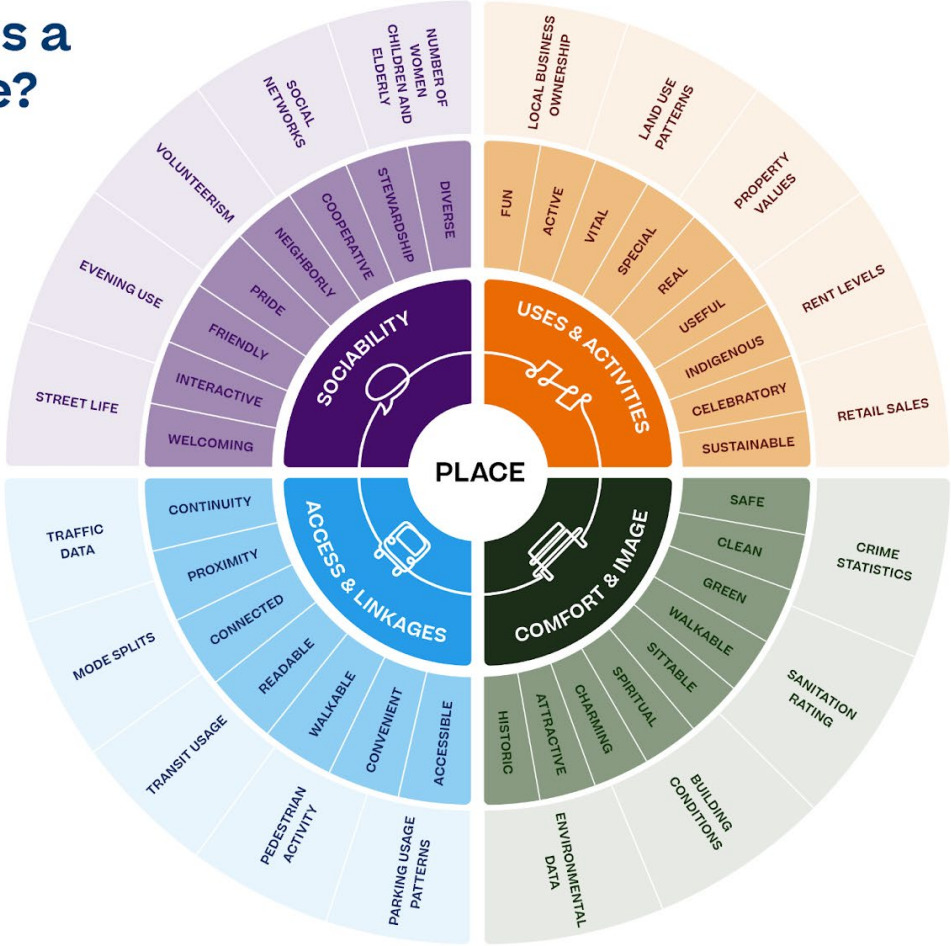 s a
e?
NUMBER OF
WOMEN
CHILDREN AND
ELDERLY
SOCIAL
NETWORKS
VOLUNTEERISM
EVENING USE
STREET LIFE
DIVERSE
STEWARDSHIP
COOPERATIVE
NEIGHBORLY
PRIDE
FRIENDLY
INTERACTIVE
WELCOMING
SOCIABILITY
LOCAL BUSINESS
OWNERSHIP
LAND USE
PATTERNS
PROPERTY
VALUES
RENT LEVELS
RETAIL SALES
FUN
ACTIVE
VITAL
SPECIAL
REAL
USEFUL
INDIGENOUS
CELEBRATORY
SUSTAINABLE
USES & ACTIVITIES
PLACE
ACCESS & LINKAGES
CONTINUITY
PROXIMITY
CONNECTED
READABLE
WALKABLE
CONVENIENT
ACCESSIBLE
TRAFFIC
DATA
MODE SPLITS
TRANSIT USAGE
PEDESTRIAN
ACTIVITY
PARKING USAGE
PATTERNS
COMFORT & IMAGE
SAFE
CLEAN
GREEN
WALKABLE
SITTABLE
SPIRITUAL
CHARMING
ATTRACTIVE
HISTORIC
CRIME
STATISTICS
SANITATION
RATING
BUILDING
CONDITIONS
ENVIRONMENTAL
DATA